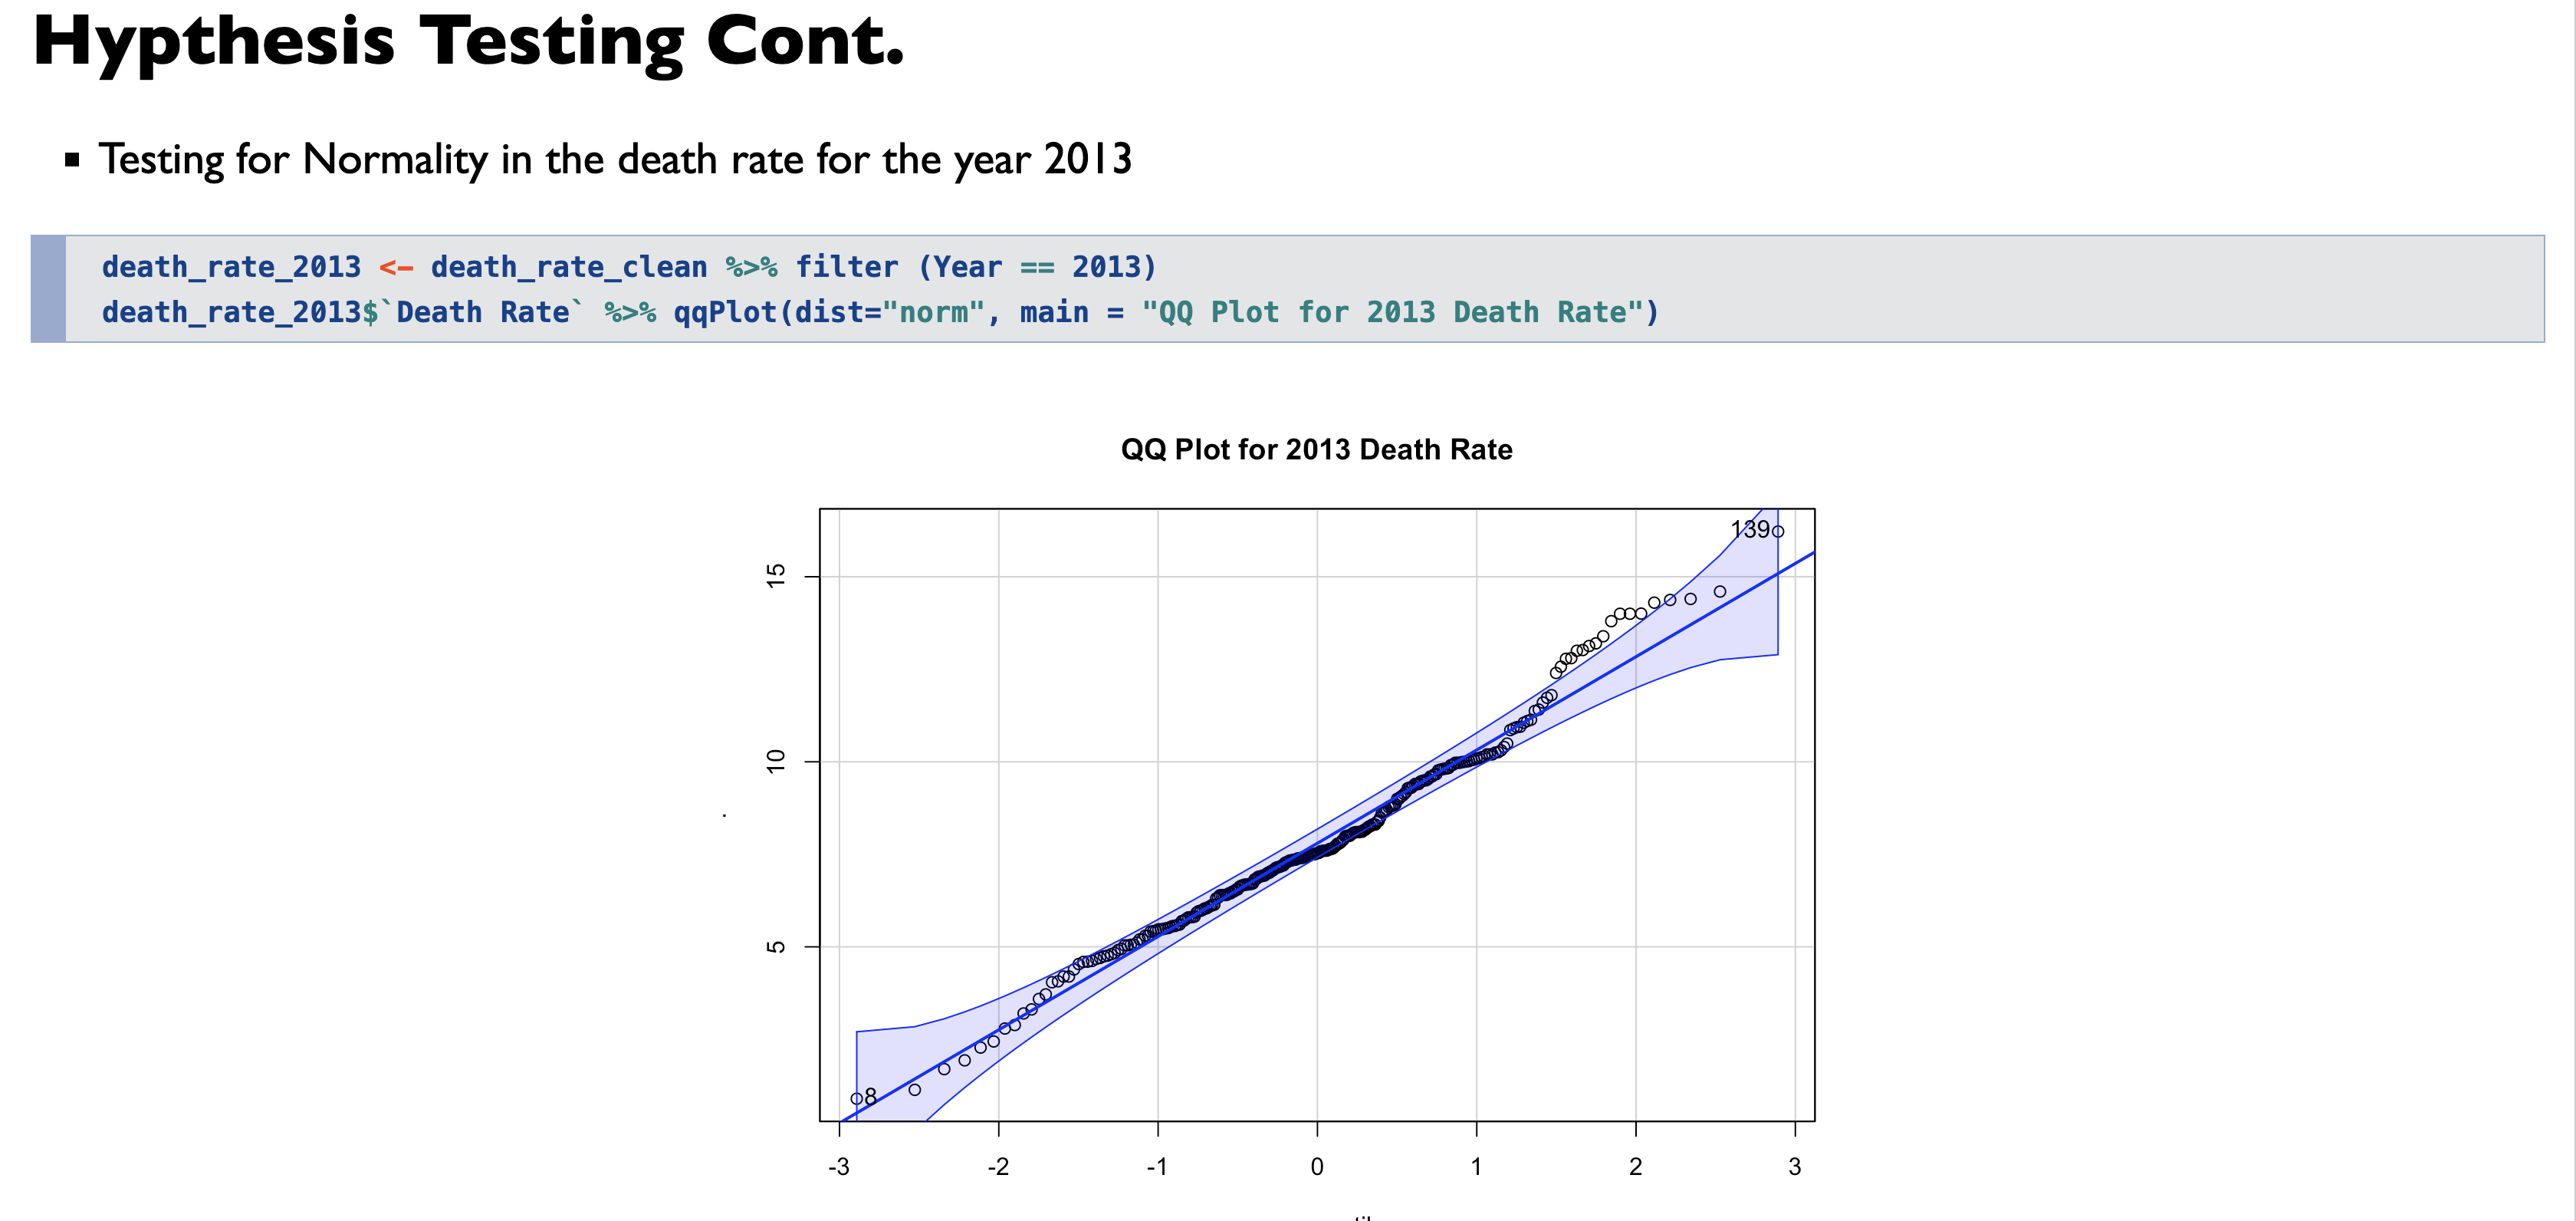 Hypthesis Testing Cont.
▪ Testing for Normality in the death rate for the year 2013
death_rate_2013 <- death_rate_clean %>% filter (Year == 2013)
death_rate_2013$`Death Rate` %>% qqPlot(dist="norm", main = "QQ Plot for 2013 Death Rate")
QQ Plot for 2013 Death Rate
139
15
10
.
5
8
-3 -2 -1 0 1 2 3